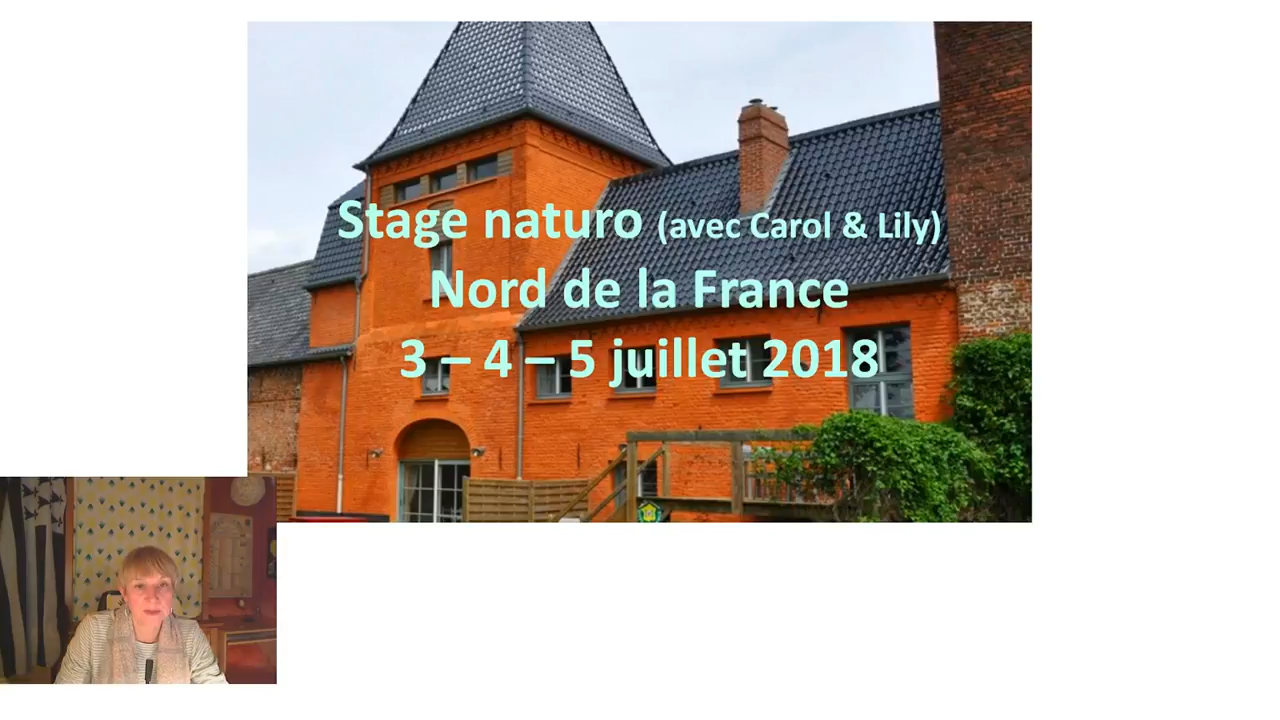 Stage naturo (avec Carol & Lily)
Nord de la France
3 – 4 – 5 juillet 2018